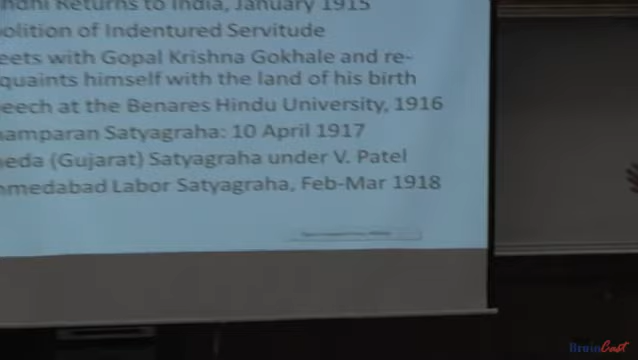 ndhi Returns to India, January 1915
olition of Indentured Servitude
eets with Gopal Krishna Gokhale and re-
quaints himself with the land of his birth
eech at the Benares Hindu University, 1916
amparan Satyagraha: 10 April 1917
eda (Gujarat) Satyagraha under V. Patel
medabad Labor Satyagraha, Feb-Mar 1918
BruinCast